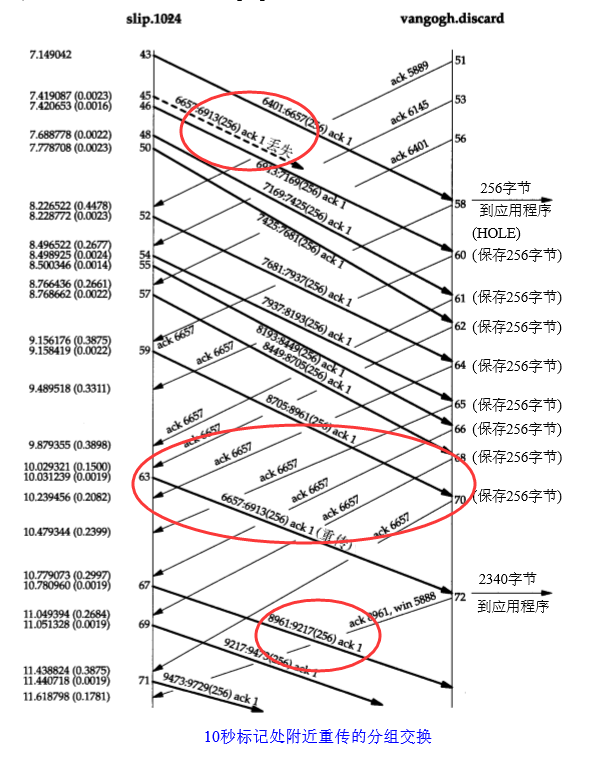 slip.1024
vangogh.discard
7.149042
43
51
ack 5889
7.419087 (0.0023)
45
53
7.420653 (0.0016)
46
6657:6913(256) ack 1 丢失
6401:6657(256) ack 1
ack 6145
7.688778 (0.0022)
48
56
7.778708 (0.0023)
50
ack 6401
6913:7169(256) ack 1
7169:7425(256) ack 1
7425:7681(256) ack 1
256字节
8.226522 (0.4478)
58
到应用程序
8.228772 (0.0023)
52
(HOLE)
8.496522 (0.2677)
8.498925 (0.0024)
54
60
(保存256字节)
8.500346 (0.0014)
55
7681:7937(256) ack 1
8.766436 (0.2661)
8.768662 (0.0022)
57
61
(保存256字节)
7937:8193(256) ack 1
62
(保存256字节)
8193:8449(256) ack 1
8449:8705(256) ack 1
9.156176 (0.3875)
ack 6657
9.158419 (0.0022)
59
ack 6657
64
(保存256字节)
9.489518 (0.3311)
8705:8961(256) ack 1
65
(保存256字节)
ack 6657
ack 6657
66
(保存256字节)
9.879355 (0.3898)
68
(保存256字节)
10.029321 (0.1500)
ack 6657
10.031239 (0.0019)
63
ack 6657
10.239456 (0.2082)
6657:6913(256) ack 1 (重传)
ack 6657
ack 6657
70
(保存256字节)
10.479344 (0.2399)
10.779073 (0.2997)
2340字节
10.780960 (0.0019)
67
72
到应用程序
ack 8961, win 5888
11.049394 (0.2684)
11.051328 (0.0019)
69
8961:9217(256) ack 1
9217:9473(256) ack 1
11.438824 (0.3875)
11.440718 (0.0019)
71
9473:9729(256) ack 1
11.618798 (0.1781)
10秒标记处附近重传的分组交换